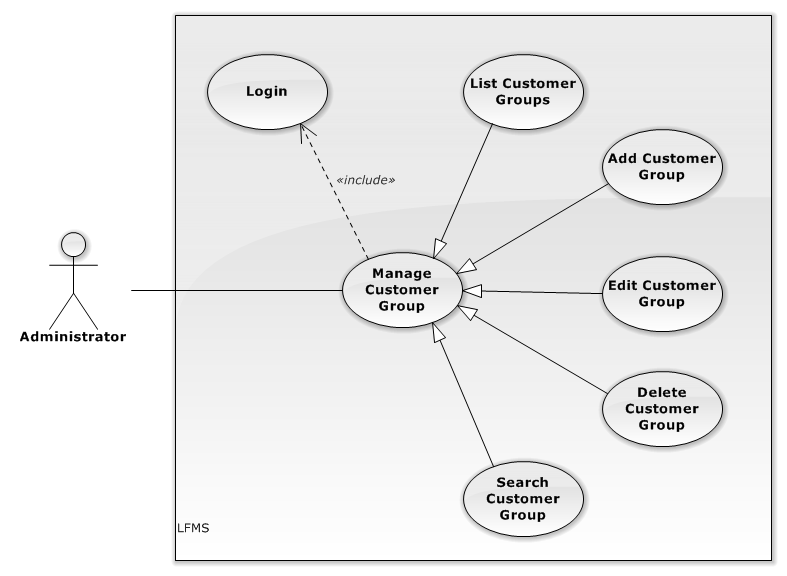 Login
List Customer
Groups
Add Customer
Group
«include»
Manage
Customer
Group
Edit Customer
Group
Administrator
Delete
Customer
Group
Search
Customer
Group
LFMS